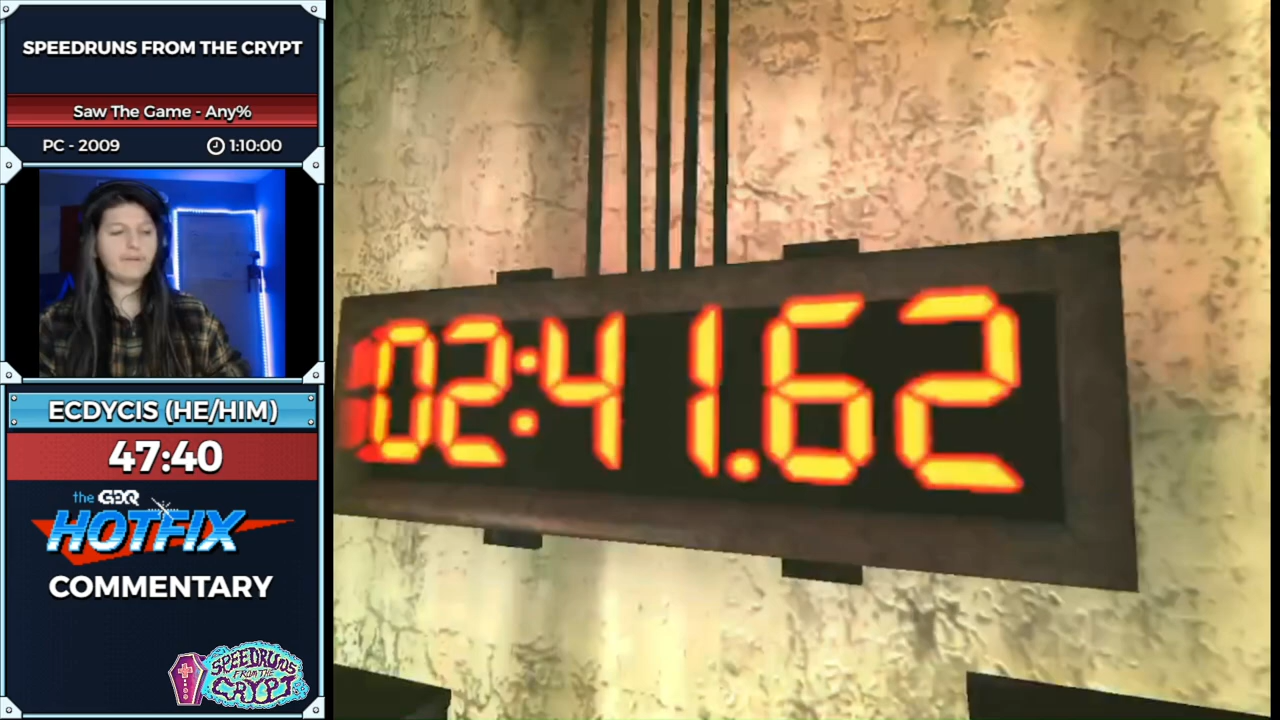 SPEEDRUNS FROM THE CRYPT
Saw The Game - Any%
PC - 2009
1:10:00
ECDYCIS (HE/HIM)
47:40
the GDQ
HOTFIX
COMMENTARY
SPEEDRUNS
FROM THE
CRYPT
02:41.62